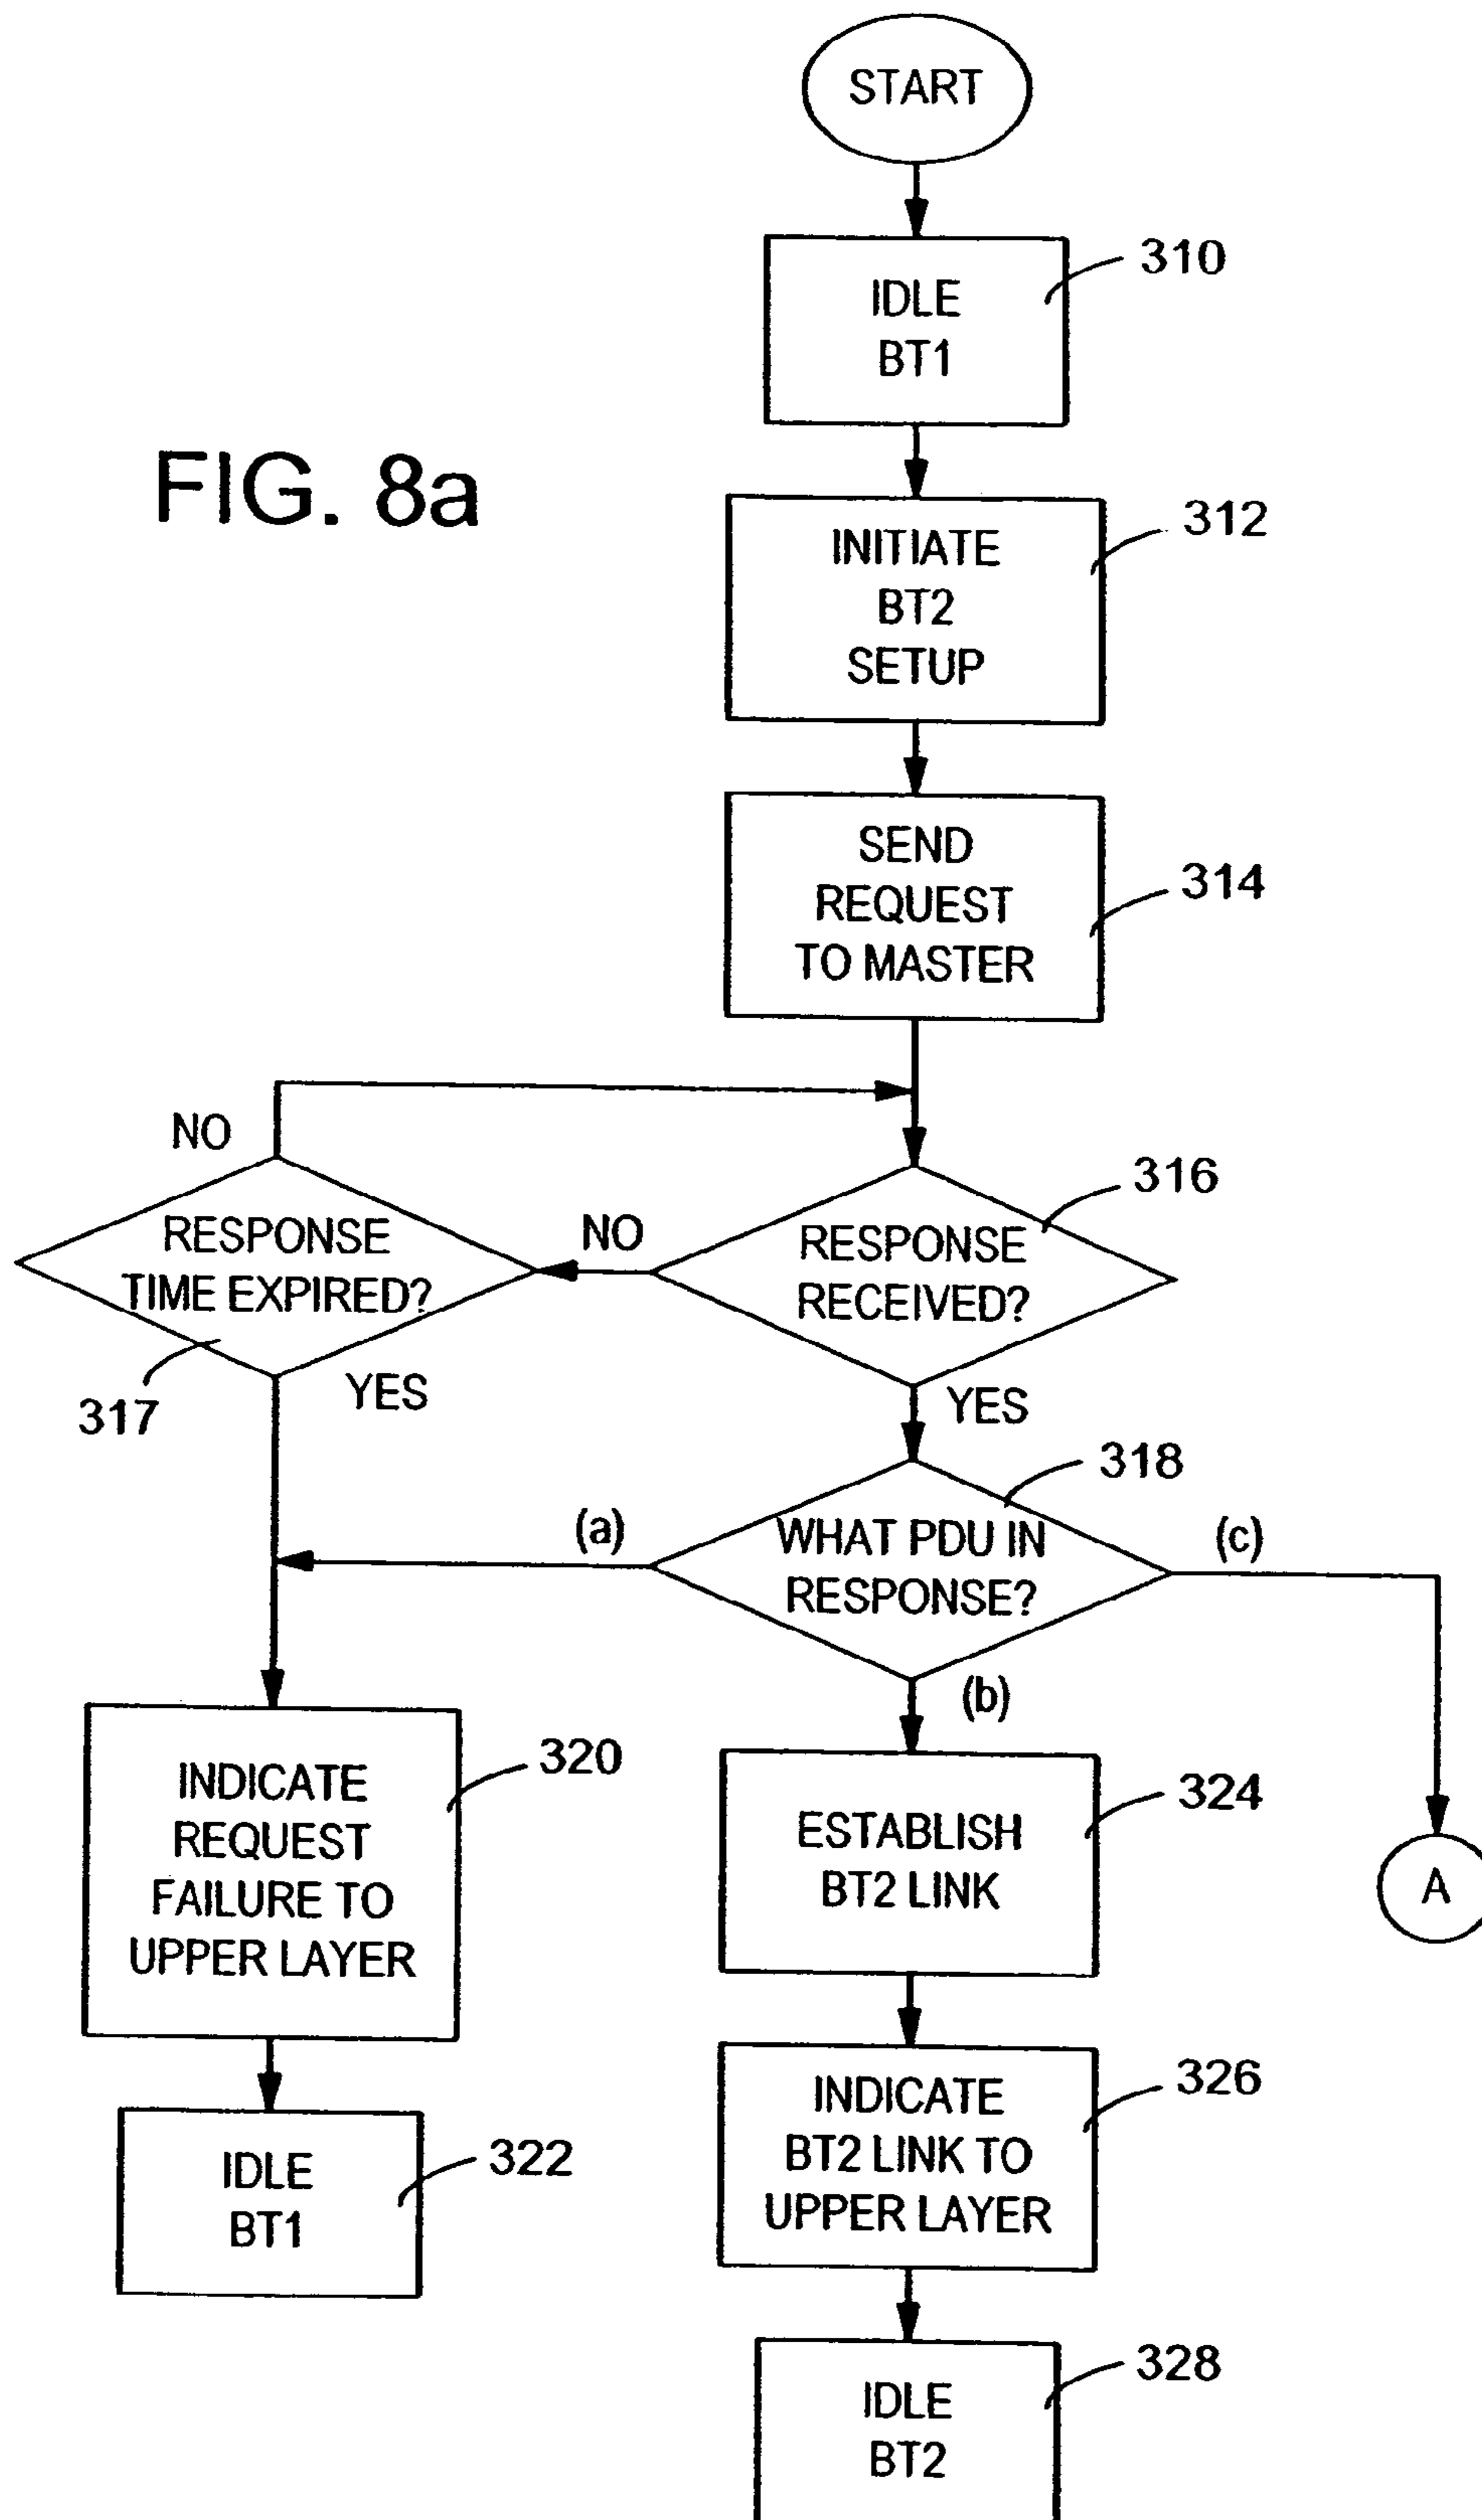 START
310
IDLE
BT1
FIG. 8a
312
INITIATE
BT2
SETUP
314
SEND
REQUEST
TO MASTER
NO
316
RESPONSE
TIME EXPIRED?
NO
RESPONSE
RECEIVED?
317
YES
YES
318
(a)
WHAT PDU IN
RESPONSE?
(c)
(b)
320
INDICATE
REQUEST
FAILURE TO
UPPER LAYER
324
ESTABLISH
BT2 LINK
A
326
INDICATE
BT2 LINK TO
UPPER LAYER
322
IDLE
BT1
328
IDLE
BT2